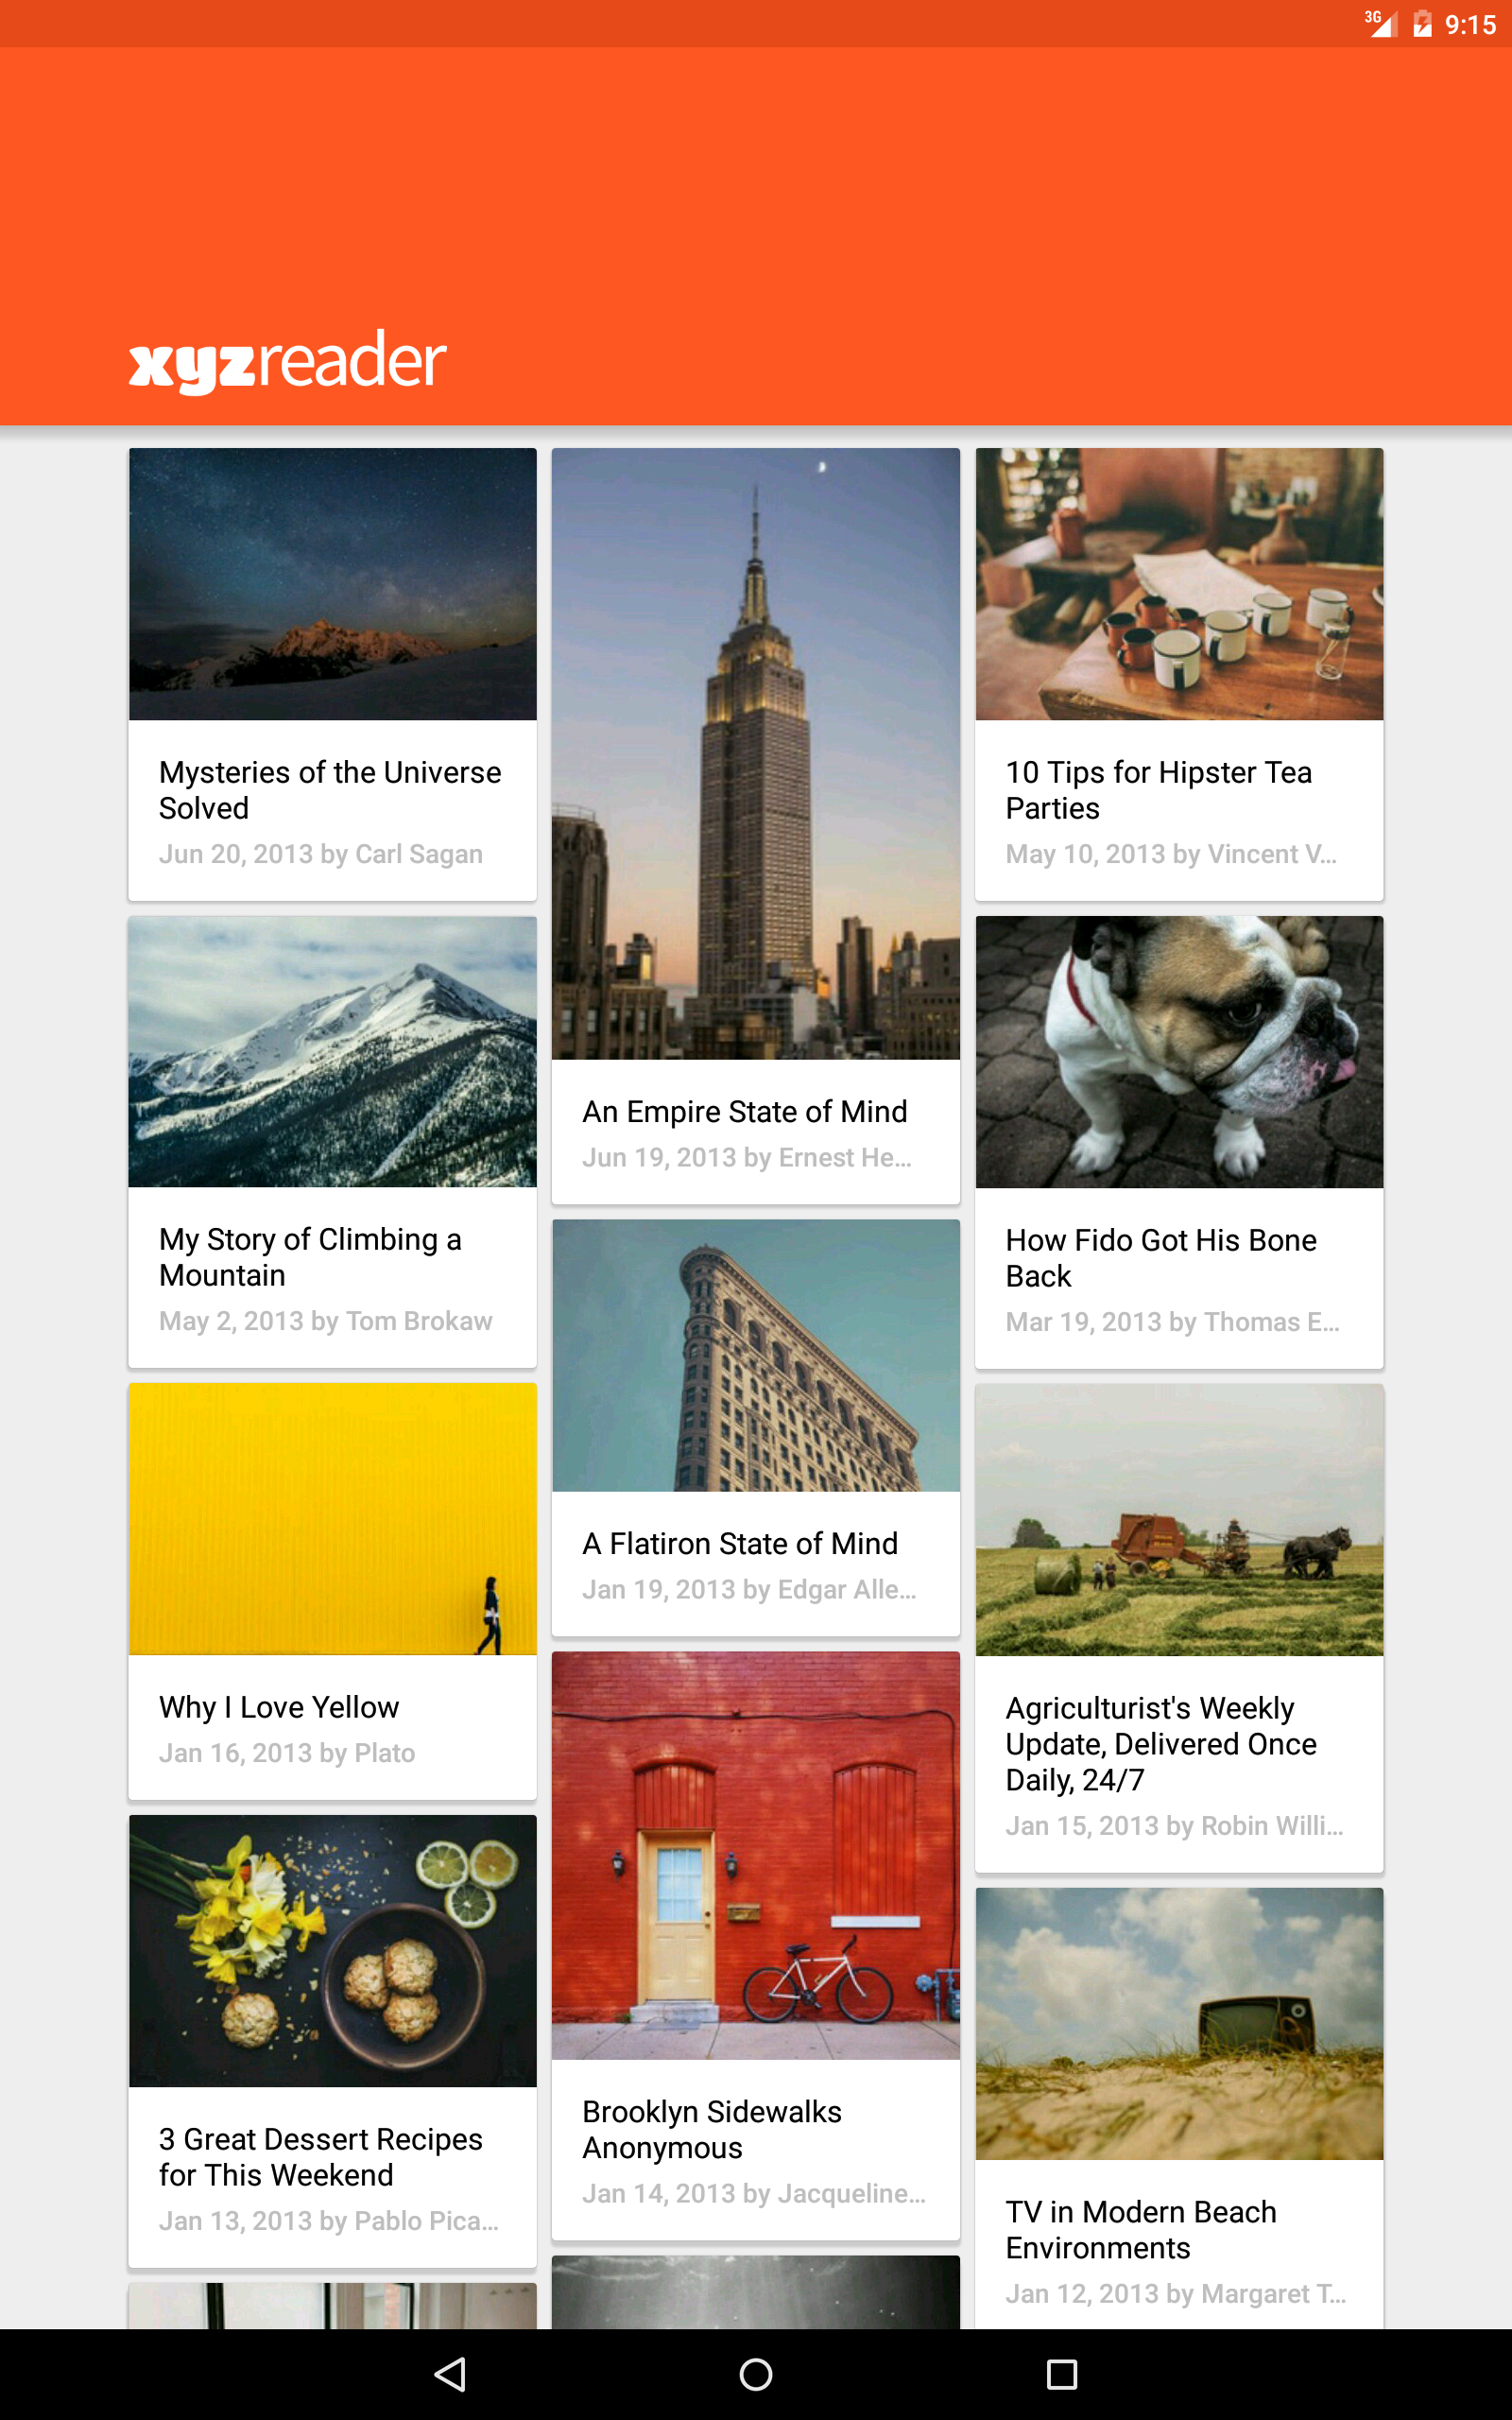 3G 9:15
xyzreader
Mysteries of the Universe
Solved
Jun 20, 2013 by Carl Sagan
An Empire State of Mind
Jun 19, 2013 by Ernest He…
10 Tips for Hipster Tea
Parties
May 10, 2013 by Vincent V…
My Story of Climbing a
Mountain
May 2, 2013 by Tom Brokaw
A Flatiron State of Mind
Jan 19, 2013 by Edgar Alle…
How Fido Got His Bone
Back
Mar 19, 2013 by Thomas E…
Why I Love Yellow
Jan 16, 2013 by Plato
Agriculturist's Weekly
Update, Delivered Once
Daily, 24/7
Jan 15, 2013 by Robin Willi…
Brooklyn Sidewalks
Anonymous
Jan 14, 2013 by Jacqueline…
3 Great Dessert Recipes
for This Weekend
Jan 13, 2013 by Pablo Pica…
TV in Modern Beach
Environments
Jan 12, 2013 by Margaret T…